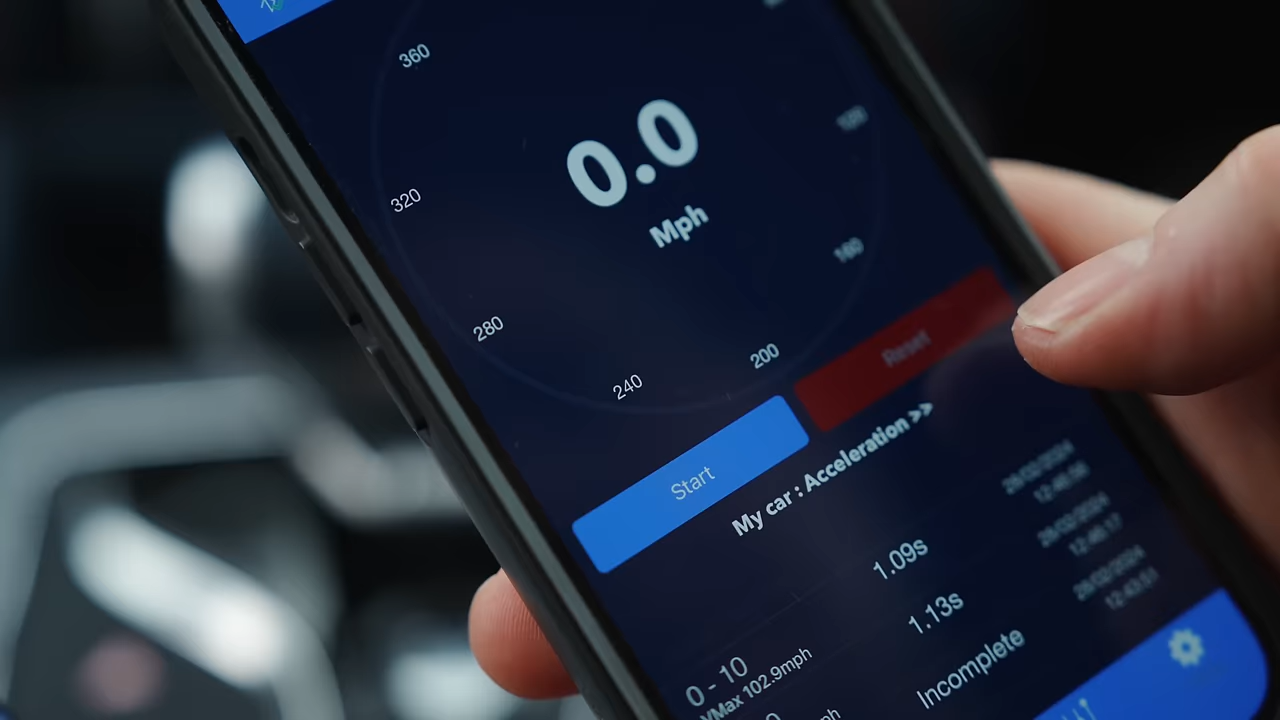 360
0.0
Mph
320
160
280
200
240
Reset
Start
My car : Acceleration >>
1.09s
1.13s
0 - 10
VMax 102.9mph
Incomplete